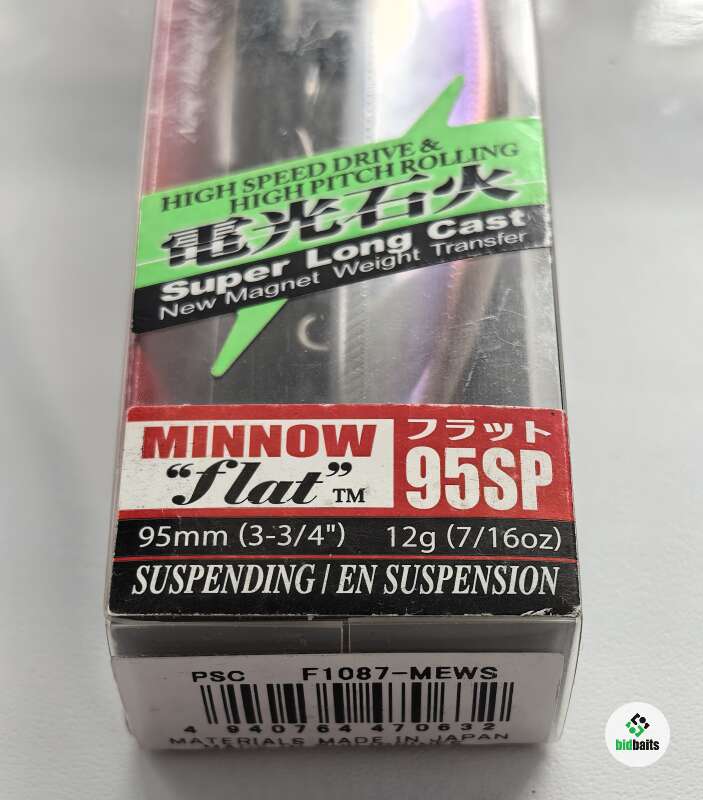 HIGH SPEED DRIVE &
HIGH PITCH ROLLING
電光石火
Super Long Cast
New Magnet Weight Transfer
MINNOW
“flat”™
フラット
95SP
95mm (3-3/4") 12g (7/16oz)
SUSPENDING / EN SUSPENSION
PSC F1087-MEWS
4 940764 470632
MATERIALS MADE IN JAPAN
bidbaits